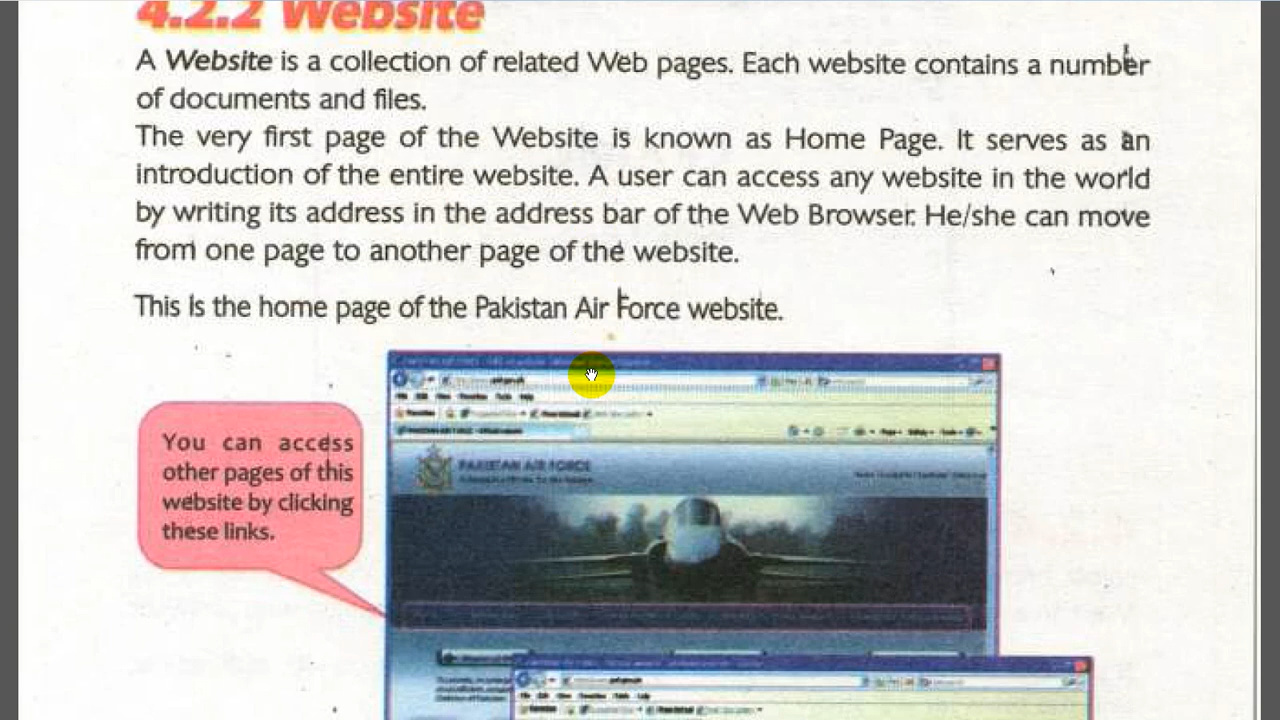 4.2.2 Website
A Website is a collection of related Web pages. Each website contains a number
of documents and files.
The very first page of the Website is known as Home Page. It serves as an
introduction of the entire website. A user can access any website in the world
by writing its address in the address bar of the Web Browser. He/she can move
from one page to another page of the website.
This is the home page of the Pakistan Air Force website.
You can access
other pages of this
website by clicking
these links.
PAKISTAN AIR FORCE